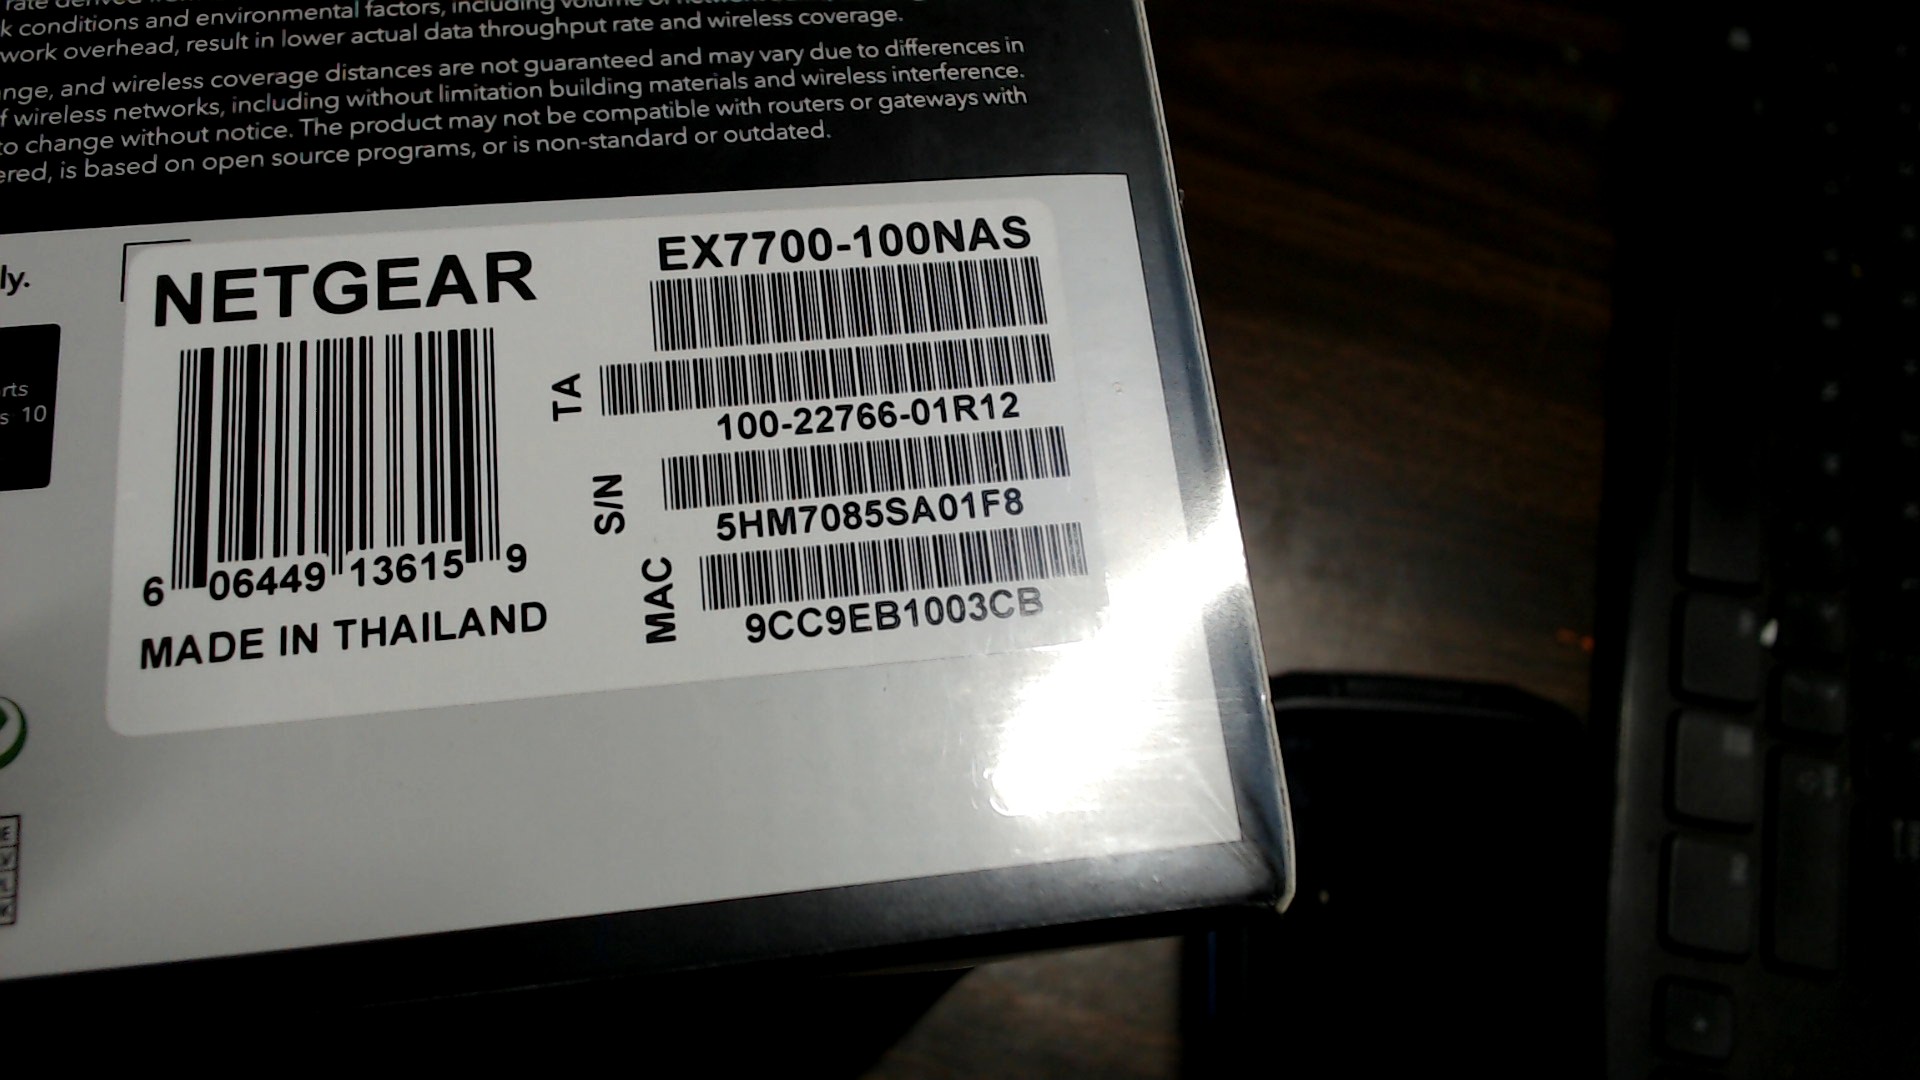 k conditions and environmental factors, including volume of
work overhead, result in lower actual data throughput rate and wireless coverage.
nge, and wireless coverage distances are not guaranteed and may vary due to differences in
f wireless networks, including without limitation building materials and wireless interference.
to change without notice. The product may not be compatible with routers or gateways with
ered, is based on open source programs, or is non-standard or outdated.
ly.
rts
s 10
NETGEAR
6 06449 13615 9
MADE IN THAILAND
EX7700-100NAS
TA
100-22766-01R12
S/N
5HM7085SA01F8
MAC
9CC9EB1003CB